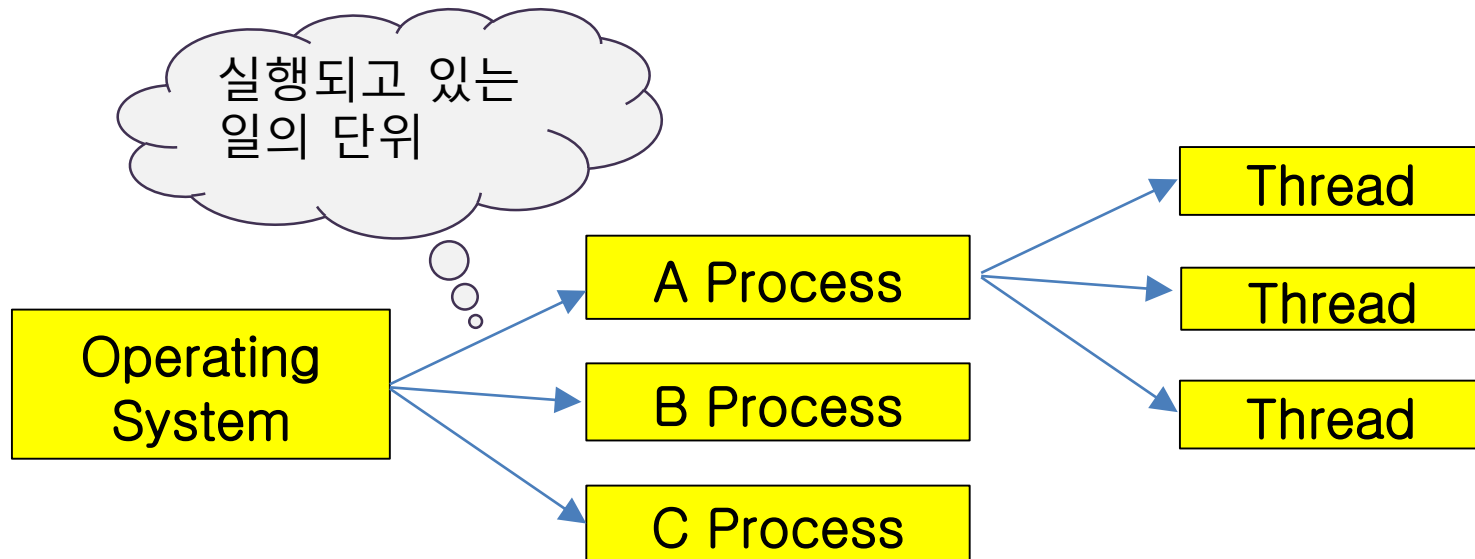 실행되고 있는
일의 단위
Operating
System
A Process
B Process
C Process
Thread
Thread
Thread